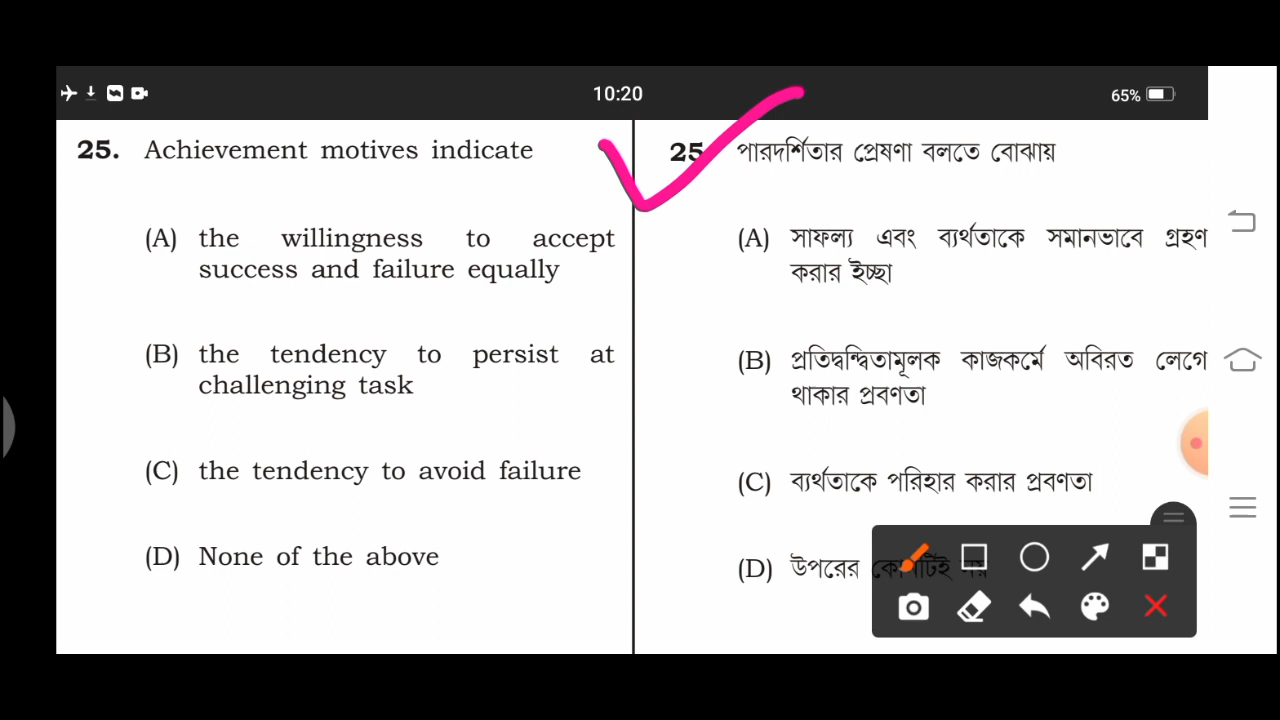 10:20
65%
25. Achievement motives indicate
(A) the willingness to accept
success and failure equally
(B) the tendency to persist at
challenging task
(C) the tendency to avoid failure
(D) None of the above
25 পারদর্শিতার প্রেষণা বলতে বোঝায়
(A) সাফল্য এবং ব্যর্থতাকে সমানভাবে গ্রহণ
করার ইচ্ছা
(B) প্রতিদ্বন্দ্বিতামূলক কাজকর্মে অবিরত লেগে
থাকার প্রবণতা
(C) ব্যর্থতাকে পরিহার করার প্রবণতা
(D) উপরের